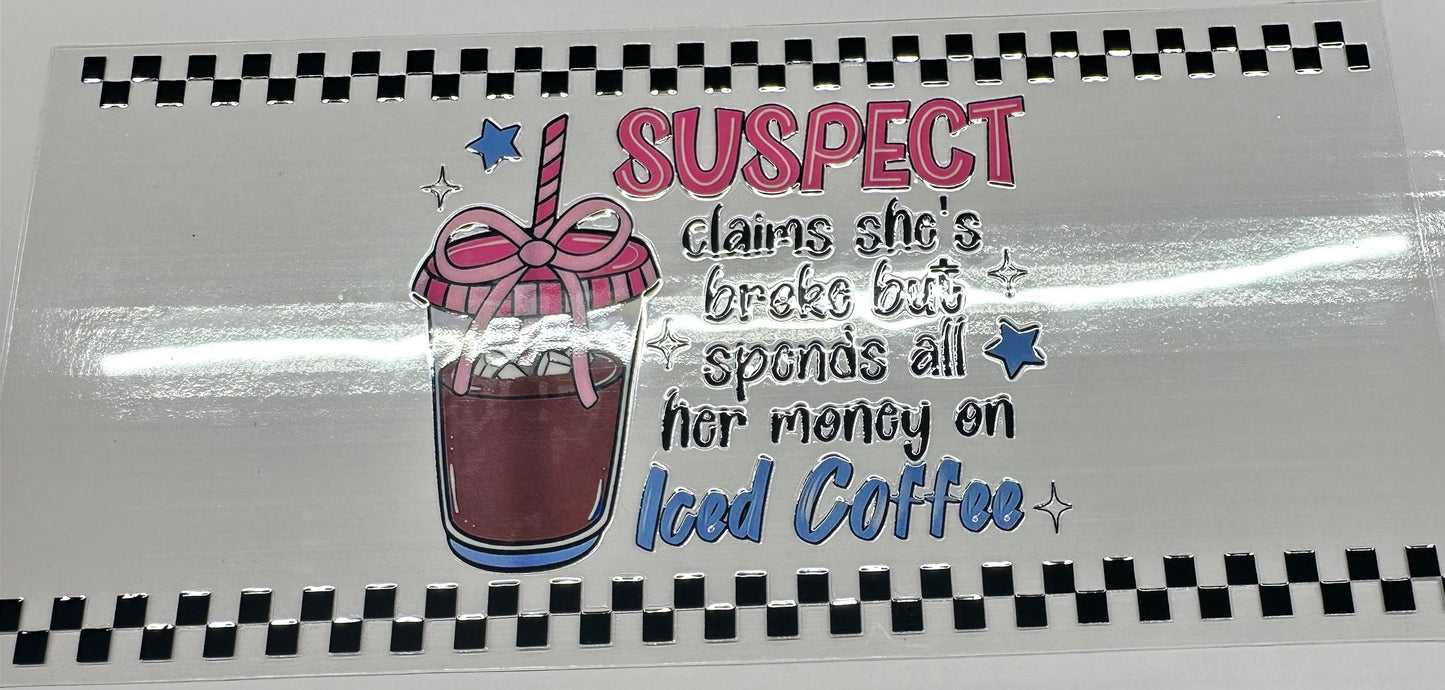 SUSPECT
claims she's
broke but
spends all
her money on
Iced Coffee